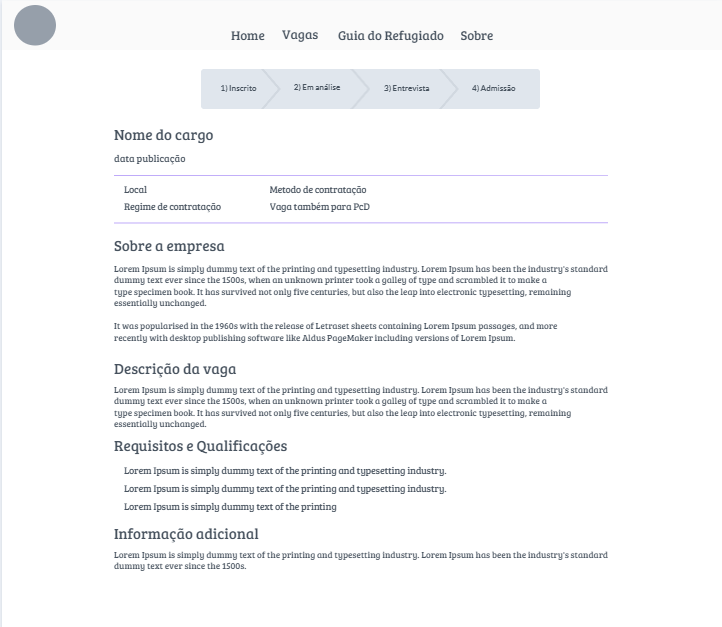 Home Vagas Guia do Refugiado Sobre
1) Inscrito 2) Em análise 3) Entrevista 4) Admissão
Nome do cargo
data publicação
Local Metodo de contratação
Regime de contratação Vaga também para PcD
Sobre a empresa
Lorem Ipsum is simply dummy text of the printing and typesetting industry. Lorem Ipsum has been the industry's standard
dummy text ever since the 1500s, when an unknown printer took a galley of type and scrambled it to make a
type specimen book. It has survived not only five centuries, but also the leap into electronic typesetting, remaining
essentially unchanged.
It was popularised in the 1960s with the release of Letraset sheets containing Lorem Ipsum passages, and more
recently with desktop publishing software like Aldus PageMaker including versions of Lorem Ipsum.
Descrição da vaga
Lorem Ipsum is simply dummy text of the printing and typesetting industry. Lorem Ipsum has been the industry's standard
dummy text ever since the 1500s, when an unknown printer took a galley of type and scrambled it to make a
type specimen book. It has survived not only five centuries, but also the leap into electronic typesetting, remaining
essentially unchanged.
Requisitos e Qualificações
Lorem Ipsum is simply dummy text of the printing and typesetting industry.
Lorem Ipsum is simply dummy text of the printing and typesetting industry.
Lorem Ipsum is simply dummy text of the printing
Informação adicional
Lorem Ipsum is simply dummy text of the printing and typesetting industry. Lorem Ipsum has been the industry's standard
dummy text ever since the 1500s.